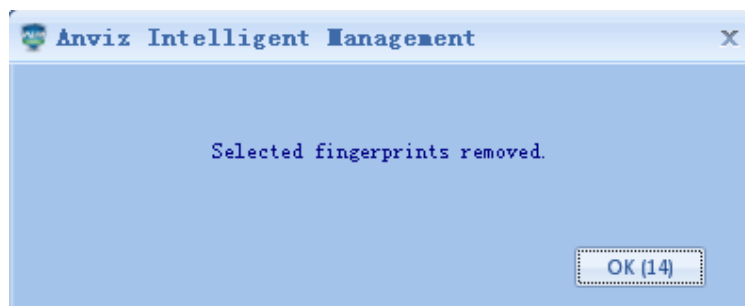 Anviz Intelligent Management
X
Selected fingerprints removed.
OK (14)